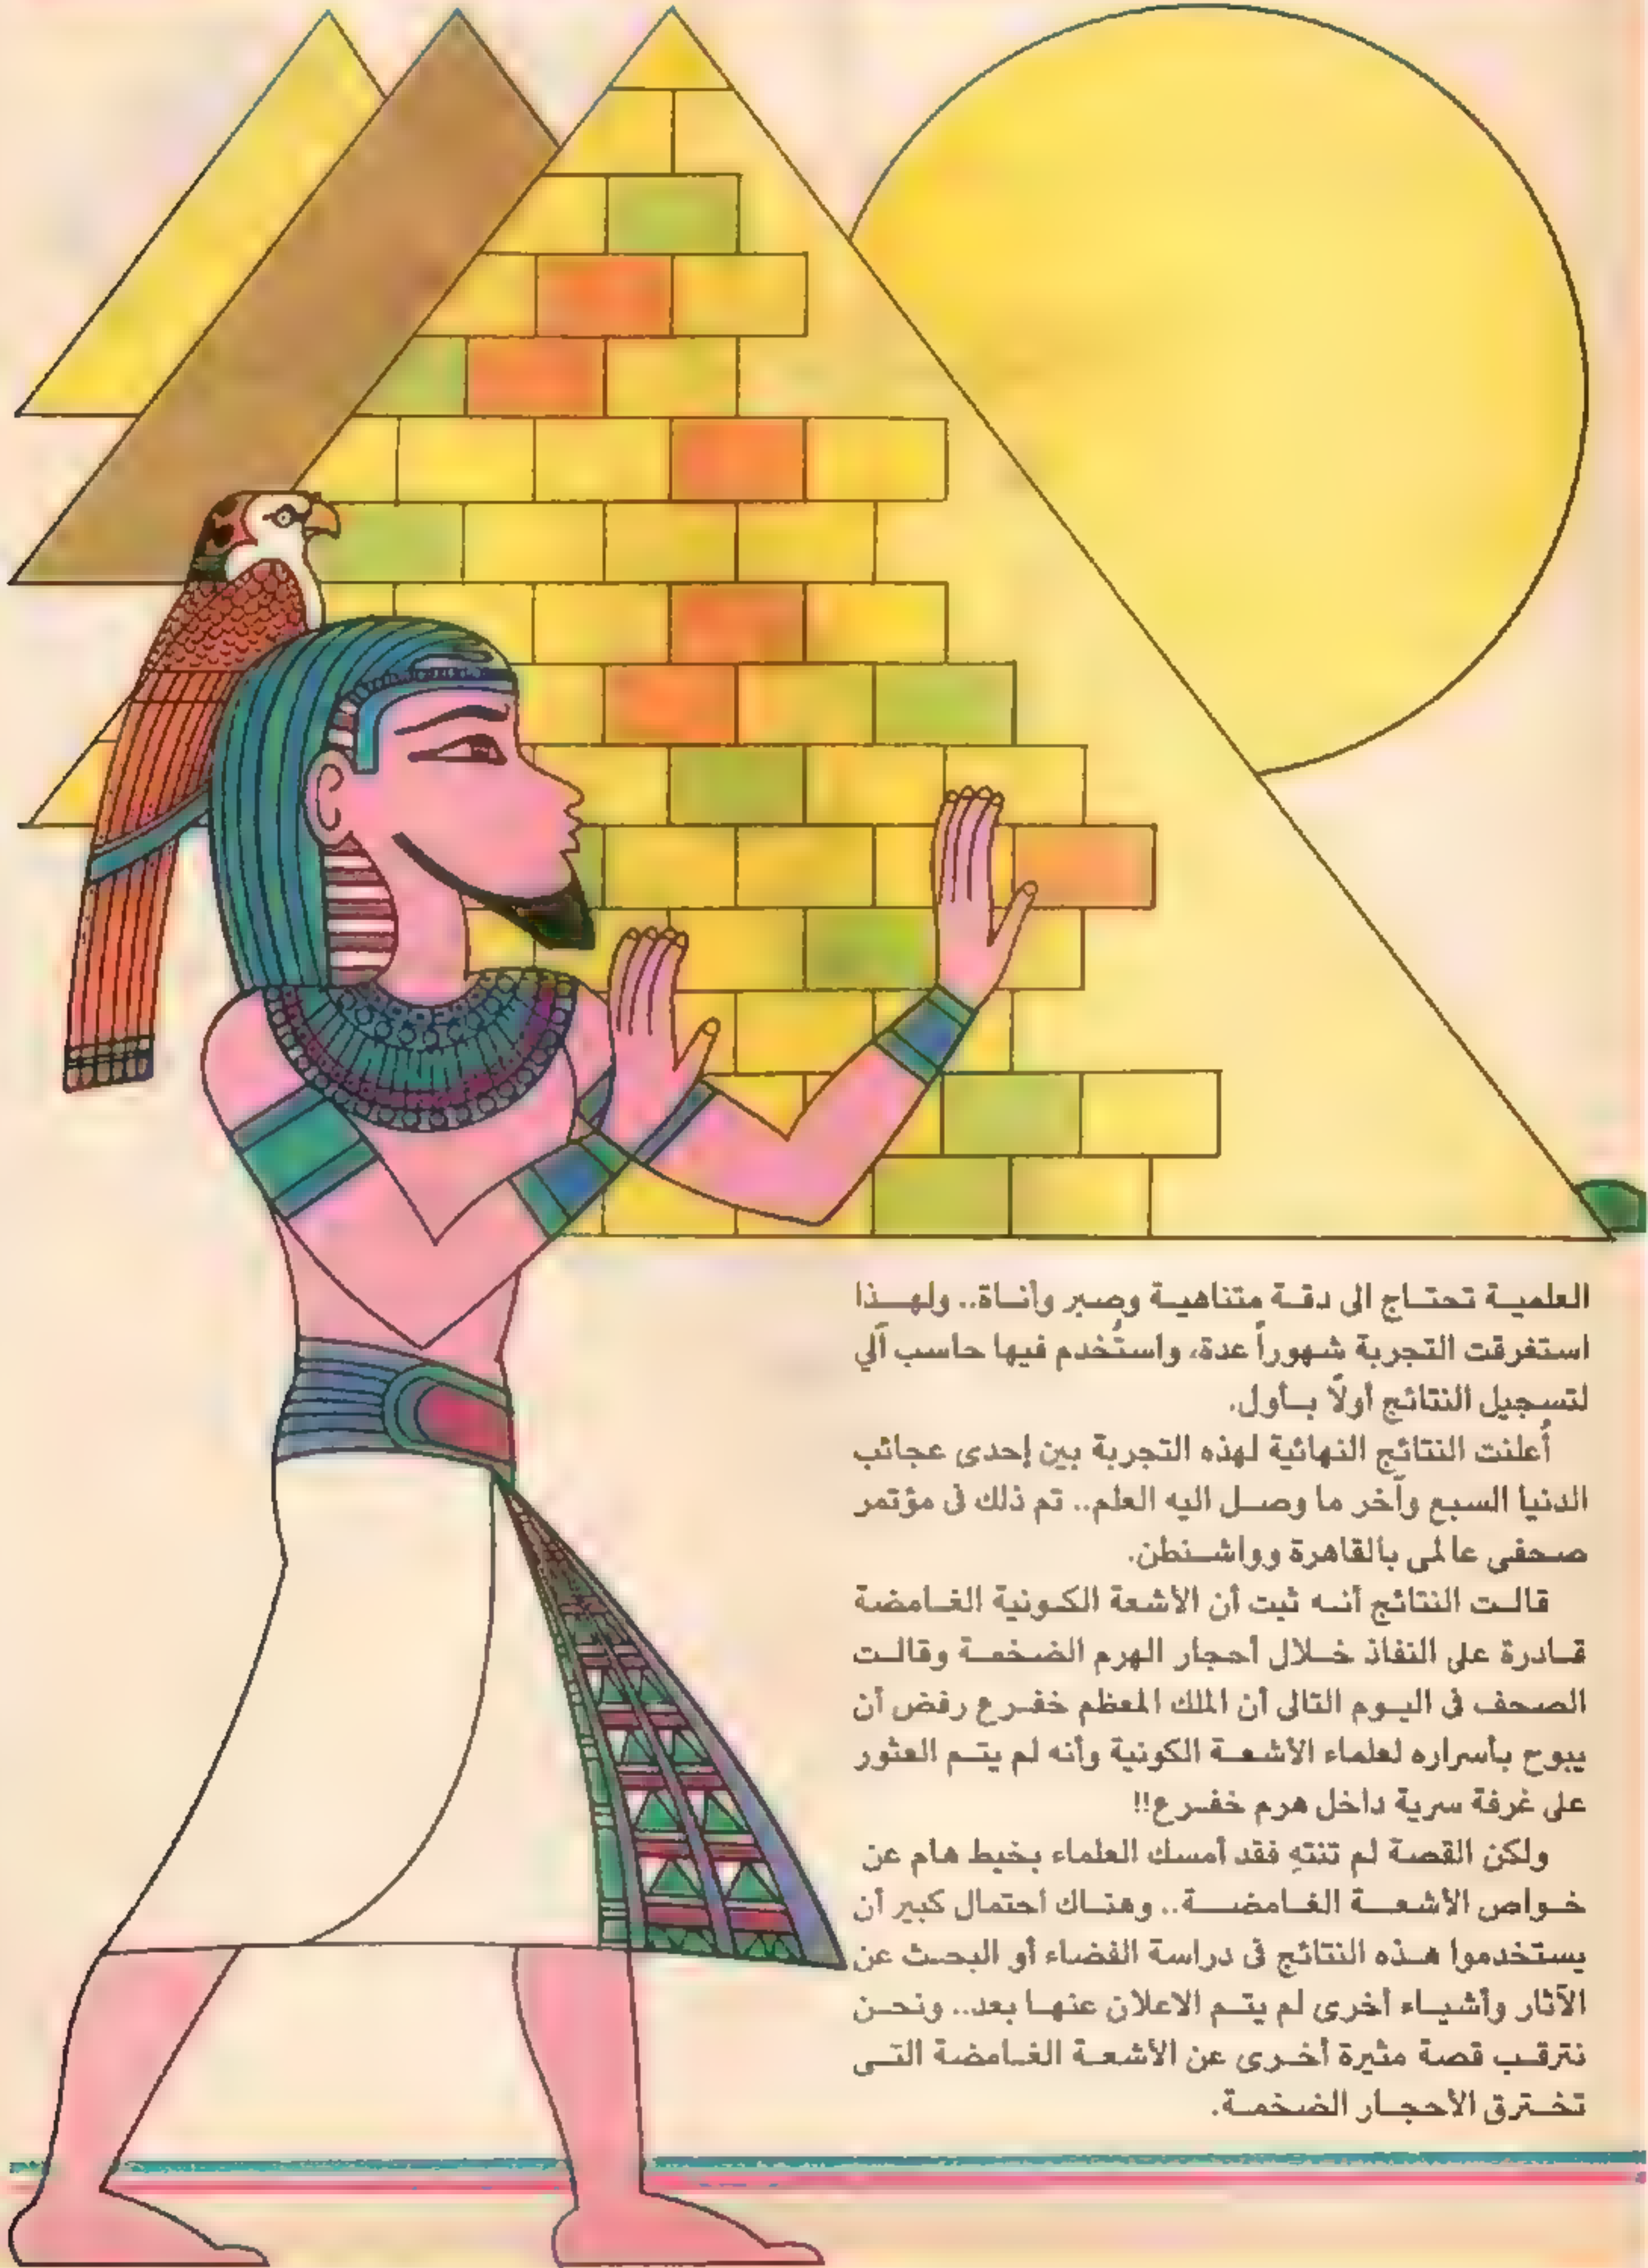 العلمية تحتاج الى دقة متناهية وصبر وأناة.. ولهذا
استغرقت التجربة شهوراً عدة، واستُخدم فيها حاسب آلي
لتسجيل النتائج أولاً بأول.
أُعلنت النتائج النهائية لهذه التجربة بين إحدى عجائب
الدنيا السبع وآخر ما وصل اليه العلم.. تم ذلك في مؤتمر
صحفى عالمى بالقاهرة وواشنطن.
قالت النتائج أنه ثبت أن الأشعة الكونية الغامضة
قادرة على النفاذ خلال أحجار الهرم الضخمة وقالت
الصحف في اليوم التالى أن الملك المعظم خفرع رفض أن
يبوح بأسراره لعلماء الأشعة الكونية وأنه لم يتم العثور
على غرفة سرية داخل هرم خفرع!!
ولكن القصة لم تنتهِ فقد أمسك العلماء بخيط هام عن
خواص الأشعة الغامضة.. وهناك احتمال كبير أن
يستخدموا هذه النتائج في دراسة الفضاء أو البحث عن
الآثار وأشياء أخرى لم يتم الاعلان عنها بعد.. ونحن
نترقب قصة مثيرة أخرى عن الأشعة الغامضة التى
تخترق الأحجار الضخمة.